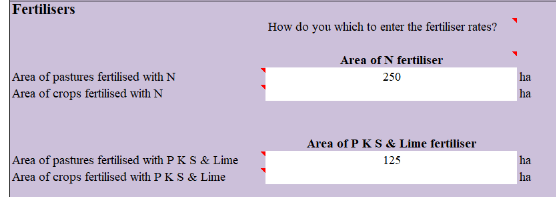 Fertilisers
How do you which to enter the fertiliser rates?
Area of N fertiliser
Area of pastures fertilised with N 250 ha
Area of crops fertilised with N ha
Area of P K S & Lime fertiliser
Area of pastures fertilised with P K S & Lime 125 ha
Area of crops fertilised with P K S & Lime ha